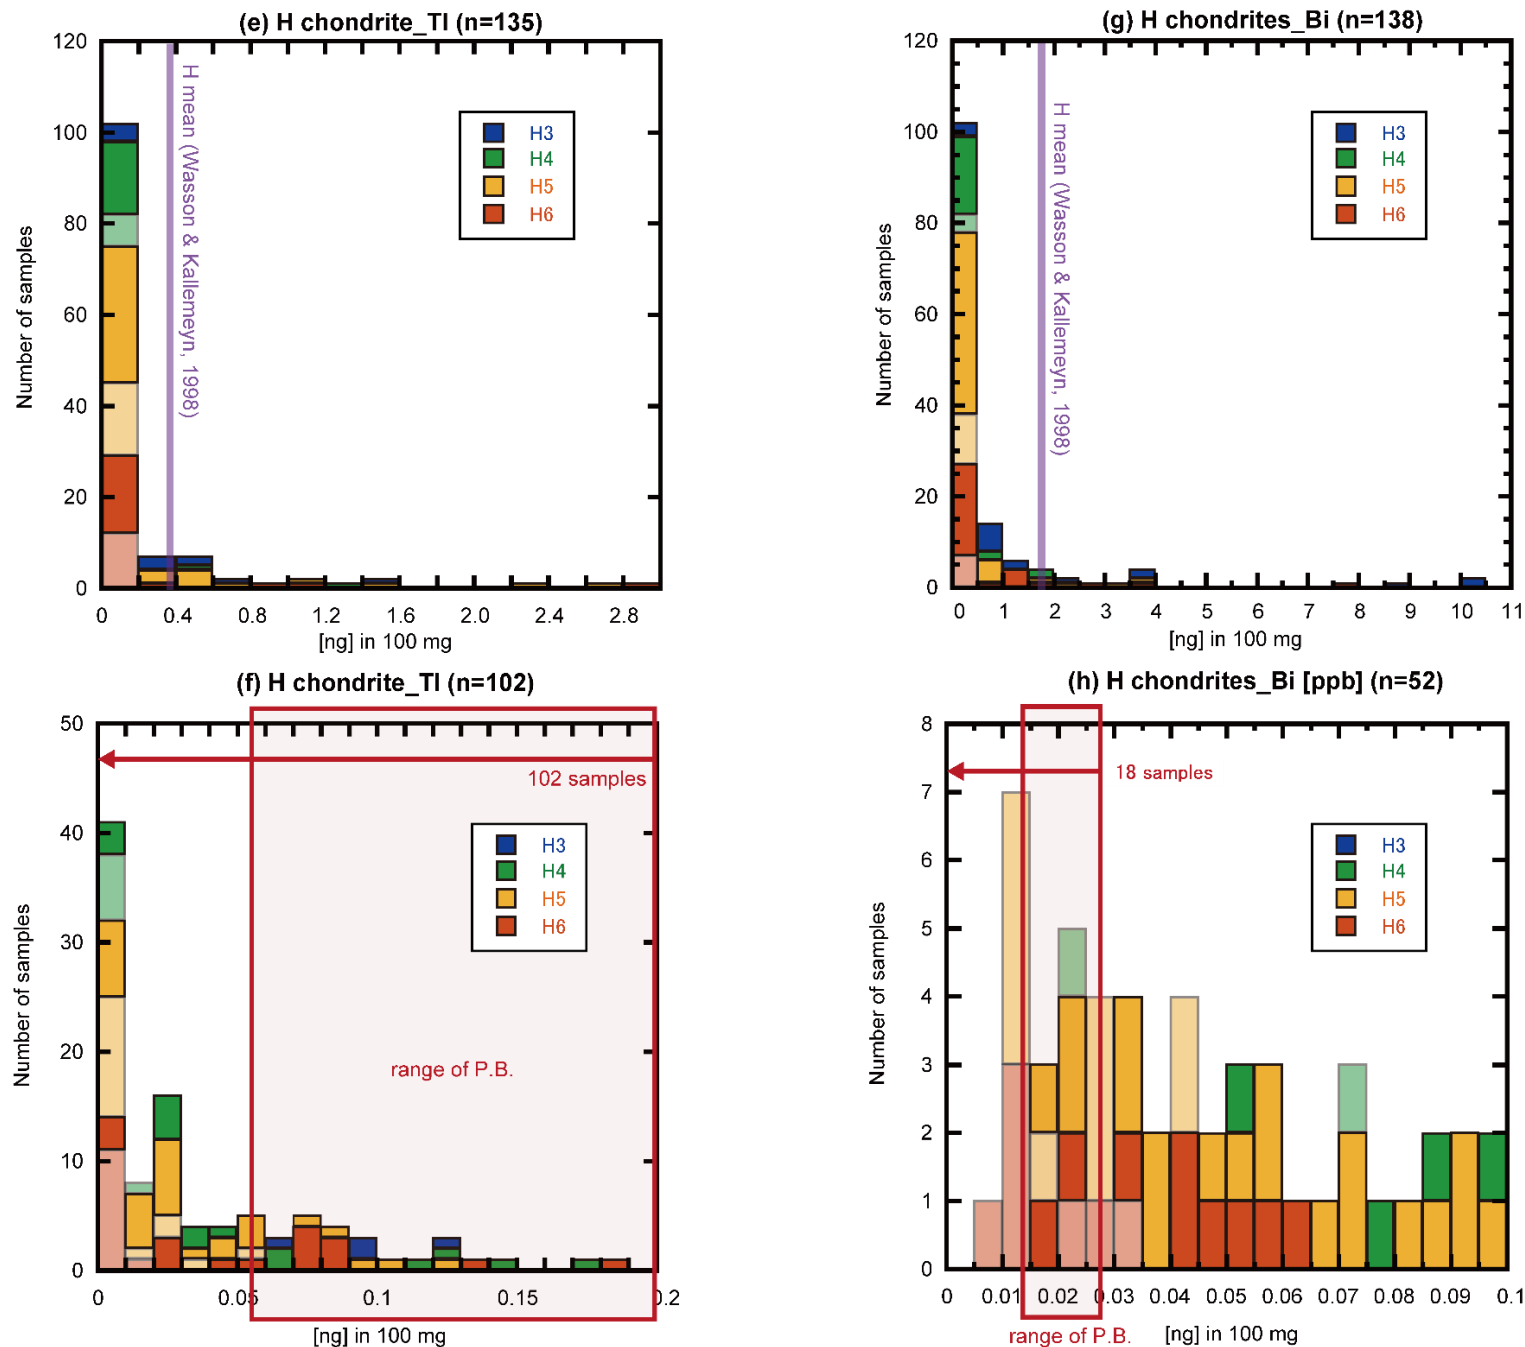 (e) H chondrite_Tl (n=135)
120
100
80
60
40
20
0
Number of samples
H mean (Wasson & Kallemeyn, 1998)
H3
H4
H5
H6
0 0.4 0.8 1.2 1.6 2.0 2.4 2.8
[ng] in 100 mg
(g) H chondrites_Bi (n=138)
120
100
80
60
40
20
0
Number of samples
H mean (Wasson & Kallemeyn, 1998)
H3
H4
H5
H6
0 1 2 3 4 5 6 7 8 9 10 11
[ng] in 100 mg
(f) H chondrite_Tl (n=102)
50
40
30
20
10
0
Number of samples
102 samples
H3
H4
H5
H6
range of P.B.
0 0.05 0.1 0.15 0.2
[ng] in 100 mg
(h) H chondrites_Bi [ppb] (n=52)
8
7
6
5
4
3
2
1
0
Number of samples
18 samples
H3
H4
H5
H6
0 0.01 0.02 0.03 0.04 0.05 0.06 0.07 0.08 0.09 0.1
range of P.B.
[ng] in 100 mg